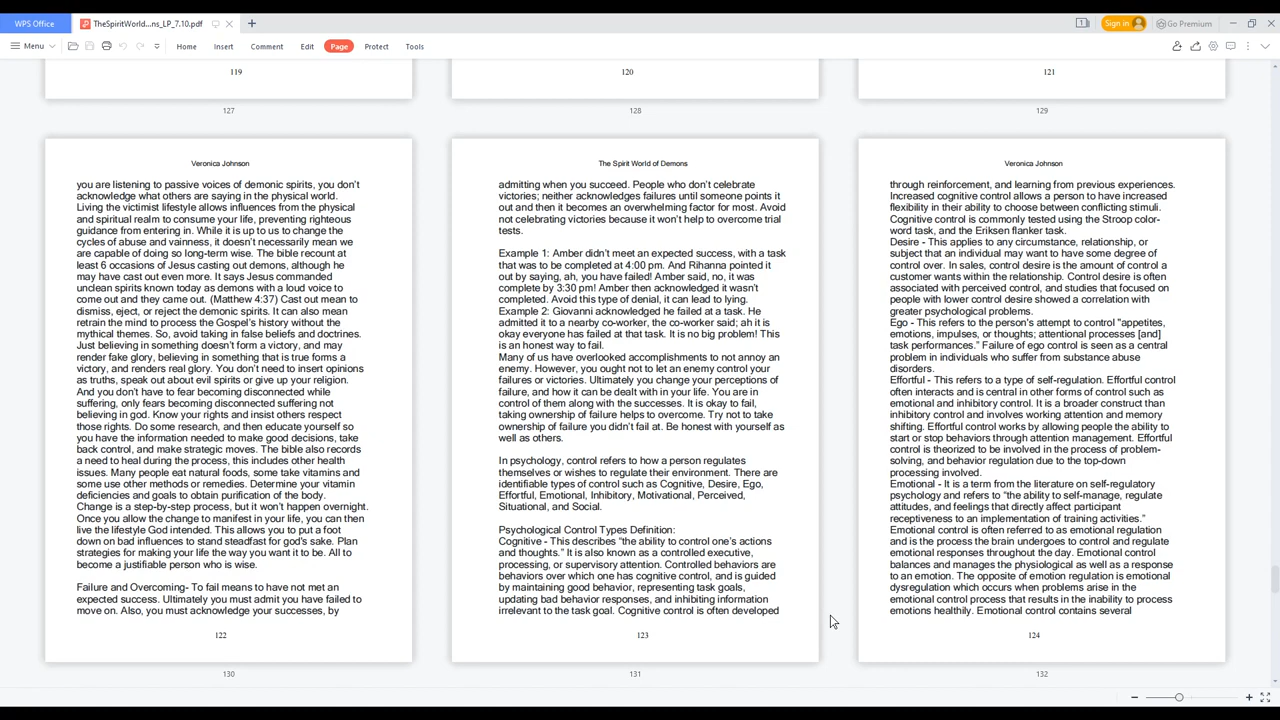 WPS Office
TheSpiritWorld...ns_LP_7.10.pdf
Sign in
Go Premium
Menu
Home
Insert
Comment
Edit
Page
Protect
Tools
119
120
121
127
128
129
Veronica Johnson
you are listening to passive voices of demonic spirits, you don't
acknowledge what others are saying in the physical world.
Living the victimist lifestyle allows influences from the physical
and spiritual realm to consume your life, preventing righteous
guidance from entering in. While it is up to us to change the
cycles of abuse and vainness, it doesn't necessarily mean we
are capable of doing so long-term wise. The bible recount at
least 6 occasions of Jesus casting out demons, although he
may have cast out even more. It says Jesus commanded
unclean spirits known today as demons with a loud voice to
come out and they came out. (Matthew 4:37) Cast out mean to
dismiss, eject, or reject the demonic spirits. It can also mean
retrain the mind to process the Gospel's history without the
mythical themes. So, avoid taking in false beliefs and doctrines.
Just believing in something doesn't form a victory, and may
render fake glory, believing in something that is true forms a
victory, and renders real glory. You don't need to insert opinions
as truths, speak out about evil spirits or give up your religion.
And you don't have to fear becoming disconnected while
suffering, only fears becoming disconnected suffering not
believing in god. Know your rights and insist others respect
those rights. Do some research, and then educate yourself so
you have the information needed to make good decisions, take
back control, and make strategic moves. The bible also records
a need to heal during the process, this includes other health
issues. Many people eat natural foods, some take vitamins and
some use other methods or remedies. Determine your vitamin
deficiencies and goals to obtain purification of the body.
Change is a step-by-step process, but it won't happen overnight.
Once you allow the change to manifest in your life, you can then
live the lifestyle God intended. This allows you to put a foot
down on bad influences to stand steadfast for god's sake. Plan
strategies for making your life the way you want it to be. All to
become a justifiable person who is wise.
Failure and Overcoming- To fail means to have not met an
expected success. Ultimately you must admit you have failed to
move on. Also, you must acknowledge your successes, by
122
130
The Spirit World of Demons
admitting when you succeed. People who don't celebrate
victories; neither acknowledges failures until someone points it
out and then it becomes an overwhelming factor for most. Avoid
not celebrating victories because it won't help to overcome trial
tests.
Example 1: Amber didn't meet an expected success, with a task
that was to be completed at 4:00 pm. And Rihanna pointed it
out by saying, ah, you have failed! Amber said, no, it was
complete by 3:30 pm! Amber then acknowledged it wasn't
completed. Avoid this type of denial, it can lead to lying.
Example 2: Giovanni acknowledged he failed at a task. He
admitted it to a nearby co-worker, the co-worker said; ah it is
okay everyone has failed at that task. It is no big problem! This
is an honest way to fail.
Many of us have overlooked accomplishments to not annoy an
enemy. However, you ought not to let an enemy control your
failures or victories. Ultimately you change your perceptions of
failure, and how it can be dealt with in your life. You are in
control of them along with the successes. It is okay to fail,
taking ownership of failure helps to overcome. Try not to take
ownership of failure you didn't fail at. Be honest with yourself as
well as others.
In psychology, control refers to how a person regulates
themselves or wishes to regulate their environment. There are
identifiable types of control such as Cognitive, Desire, Ego,
Effortful, Emotional, Inhibitory, Motivational, Perceived,
Situational, and Social.
Psychological Control Types Definition:
Cognitive - This describes "the ability to control one's actions
and thoughts." It is also known as a controlled executive,
processing, or supervisory attention. Controlled behaviors are
behaviors over which one has cognitive control, and is guided
by maintaining good behavior, representing task goals,
updating bad behavior responses, and inhibiting information
irrelevant to the task goal. Cognitive control is often developed
123
131
Veronica Johnson
through reinforcement, and learning from previous experiences.
Increased cognitive control allows a person to have increased
flexibility in their ability to choose between conflicting stimuli.
Cognitive control is commonly tested using the Stroop color-
word task, and the Eriksen flanker task.
Desire - This applies to any circumstance, relationship, or
subject that an individual may want to have some degree of
control over. In sales, control desire is the amount of control a
customer wants within the relationship. Control desire is often
associated with perceived control, and studies that focused on
people with lower control desire showed a correlation with
greater psychological problems.
Ego - This refers to the person's attempt to control "appetites,
emotions, impulses, or thoughts; attentional processes [and]
task performances." Failure of ego control is seen as a central
problem in individuals who suffer from substance abuse
disorders.
Effortful - This refers to a type of self-regulation. Effortful control
often interacts and is central in other forms of control such as
emotional and inhibitory control. It is a broader construct than
inhibitory control and involves working attention and memory
shifting. Effortful control works by allowing people the ability to
start or stop behaviors through attention management. Effortful
control is theorized to be involved in the process of problem-
solving, and behavior regulation due to the top-down
processing involved.
Emotional - It is a term from the literature on self-regulatory
psychology and refers to "the ability to self-manage, regulate
attitudes, and feelings that directly affect participant
receptiveness to an implementation of training activities."
Emotional control is often referred to as emotional regulation
and is the process the brain undergoes to control and regulate
emotional responses throughout the day. Emotional control
balances and manages the physiological as well as a response
to an emotion. The opposite of emotion regulation is emotional
dysregulation which occurs when problems arise in the
emotional control process that results in the inability to process
emotions healthily. Emotional control contains several
124
132